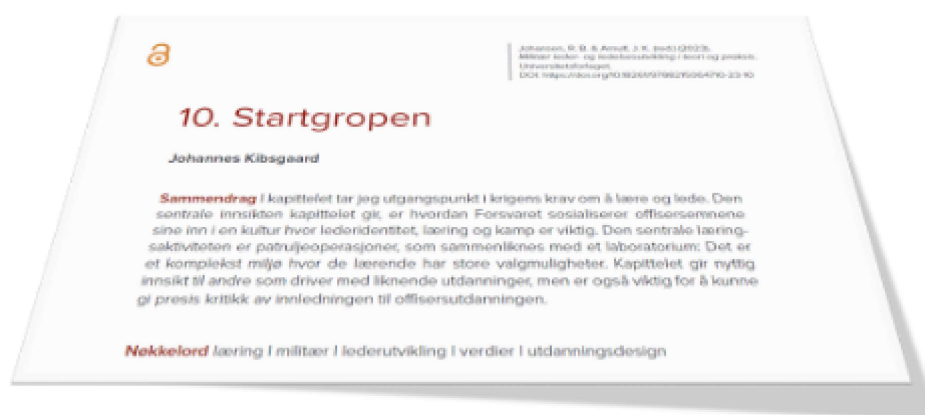 Johansen, R. B. & Arnulf, J. K. (red.) (2023).
Militær leder- og ledelsesutvikling i teori og praksis.
Universitetsforlaget.
DOI:
10. Startgropen
Johannes Kibsgaard
Sammendrag I kapittelet tar jeg utgangspunkt i krigens krav om å lære og lede. Den
sentrale innsikten kapittelet gir, er hvordan Forsvaret sosialiserer offisersemnene
sine inn i en kultur hvor lederidentitet, læring og kamp er viktig. Den sentrale læring-
saktiviteten er patruljeoperasjoner, som sammenliknes med et laboratorium: Det er
et komplekst miljø hvor de lærende har store valgmuligheter. Kapittelet gir nyttig
innsikt til andre som driver med liknende utdanninger, men er også viktig for å kunne
gi presis kritikk av innledningen til offisersutdanningen.
Nøkkelord læring I militær I lederutvikling I verdier I utdanningsdesign